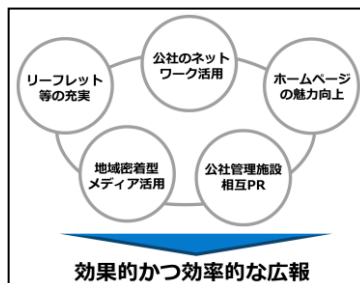 公社のネット
ワーク活用
リーフレット
等の充実
ホームページ
の魅力向上
地域密着型
メディア活用
公社管理施設
相互PR
効果的かつ効率的な広報